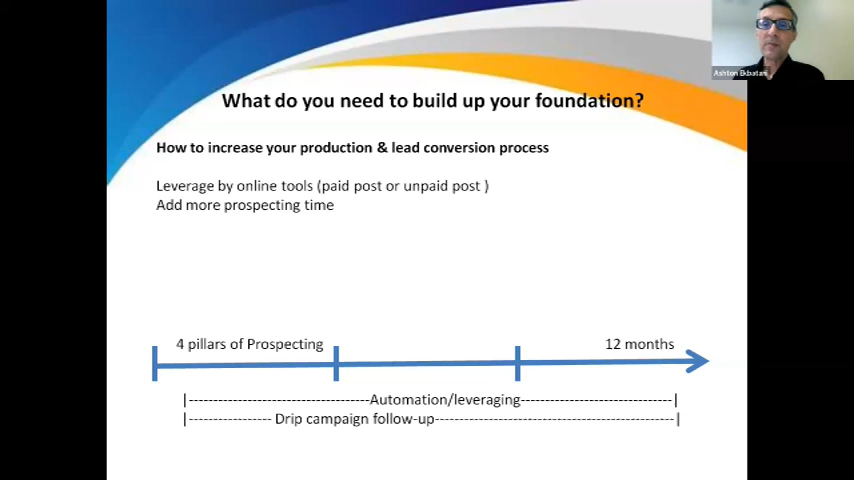 Ashton Ekbatani
What do you need to build up your foundation?
How to increase your production & lead conversion process
Leverage by online tools (paid post or unpaid post )
Add more prospecting time
4 pillars of Prospecting
12 months
|-------------------------------------Automation/leveraging-------------------------------|
|----------------- Drip campaign follow-up-------------------------------------------------|